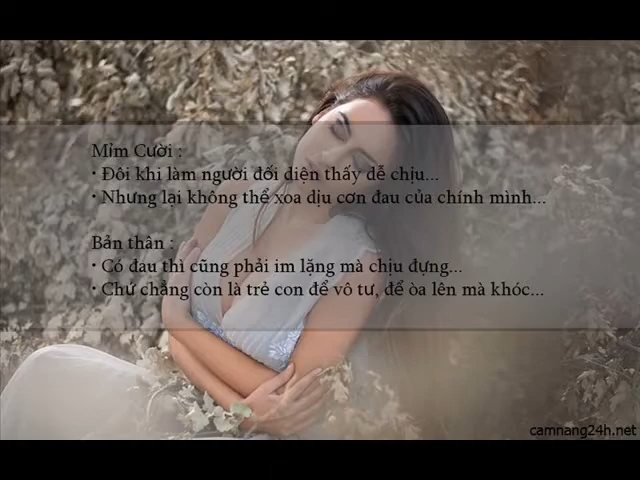 Mỉm Cười :
• Đôi khi làm người đối diện thấy dễ chịu...
• Nhưng lại không thể xoa dịu cơn đau của chính mình...
Bản thân :
• Có đau thì cũng phải im lặng mà chịu đựng...
• Chứ chẳng còn là trẻ con để vô tư, để òa lên mà khóc...
camnang24h.net